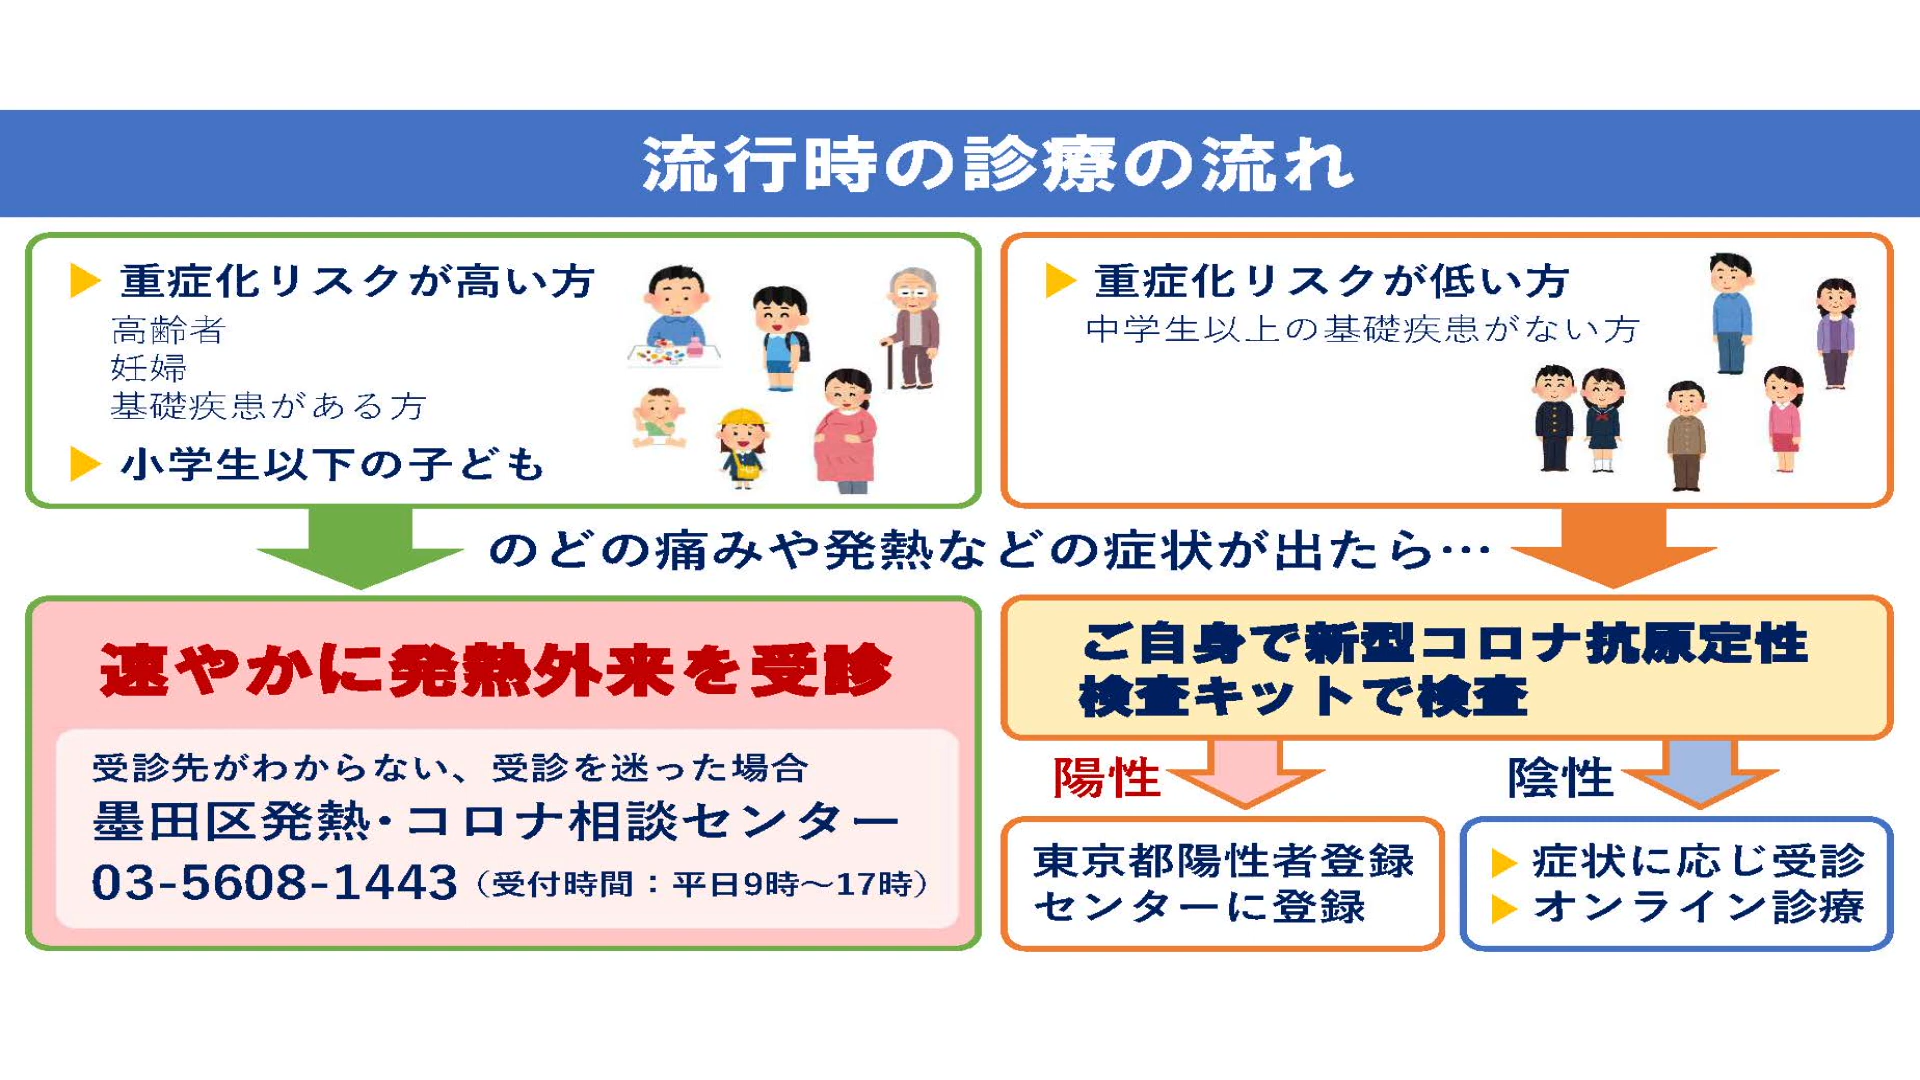 流行時の診療の流れ
▶ 重症化リスクが高い方
高齢者
妊婦
基礎疾患がある方
▶ 小学生以下の子ども
▶ 重症化リスクが低い方
中学生以上の基礎疾患がない方
のどの痛みや発熱などの症状が出たら…
速やかに発熱外来を受診
受診先がわからない、受診を迷った場合
墨田区発熱・コロナ相談センター
03-5608-1443（受付時間：平日9時～17時）
ご自身で新型コロナ抗原定性
検査キットで検査
陽性
東京都陽性者登録
センターに登録
陰性
▶ 症状に応じ受診
▶ オンライン診療